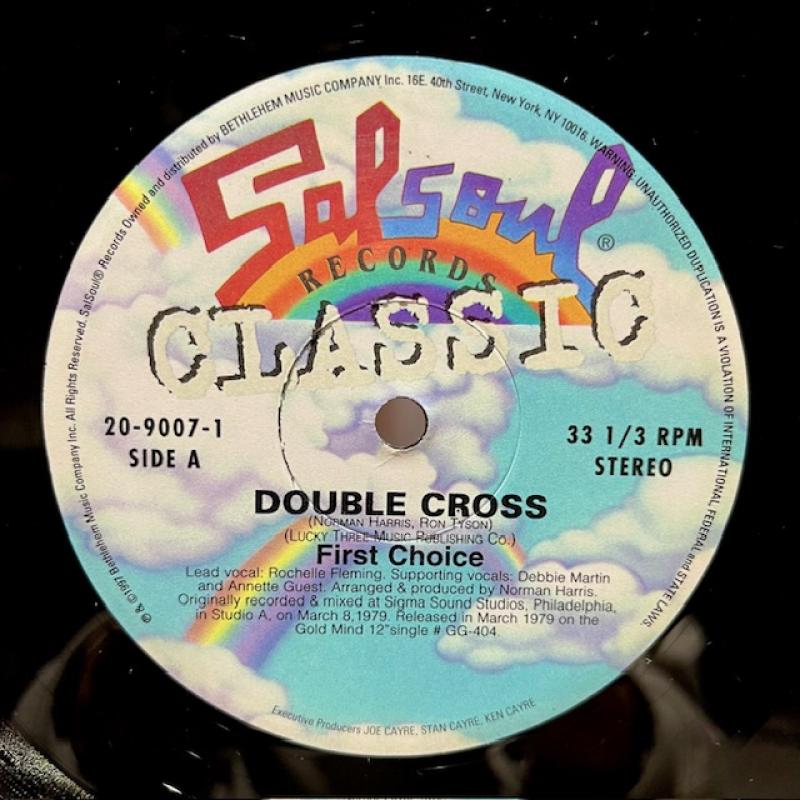 ℗ & ©1997 Bethlehem Music Company Inc. All Rights Reserved. SalSoul® Records Owned and distributed by BETHLEHEM MUSIC COMPANY Inc. 16E. 40th Street, New York, NY 10016. WARNING: UNAUTHORIZED DUPLICATION IS A VIOLATION OF INTERNATIONAL, FEDERAL and STATE LAWS.
Salsoul®
RECORDS
CLASSIC
20-9007-1
SIDE A
33 1/3 RPM
STEREO
DOUBLE CROSS
(NORMAN HARRIS, RON TYSON)
(LUCKY THREE MUSIC PUBLISHING CO.)
First Choice
Lead vocal: Rochelle Fleming. Supporting vocals: Debbie Martin
and Annette Guest. Arranged & produced by Norman Harris.
Originally recorded & mixed at Sigma Sound Studios, Philadelphia,
in Studio A, on March 8,1979. Released in March 1979 on the
Gold Mind 12"single # GG-404.
Executive Producers JOE CAYRE, STAN CAYRE, KEN CAYRE